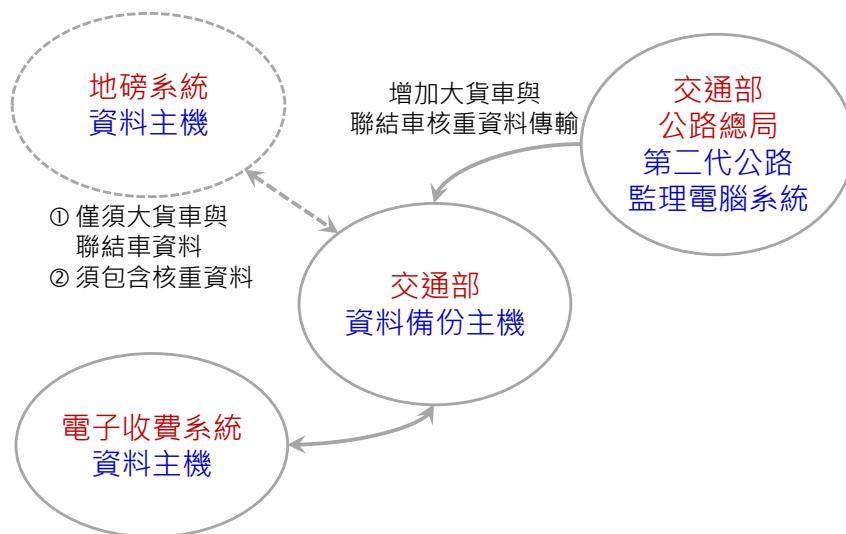 地磅系統
資料主機
增加大貨車與
聯結車核重資料傳輸
交通部
公路總局
第二代公路
監理電腦系統
① 僅須大貨車與
聯結車資料
② 須包含核重資料
交通部
資料備份主機
電子收費系統
資料主機